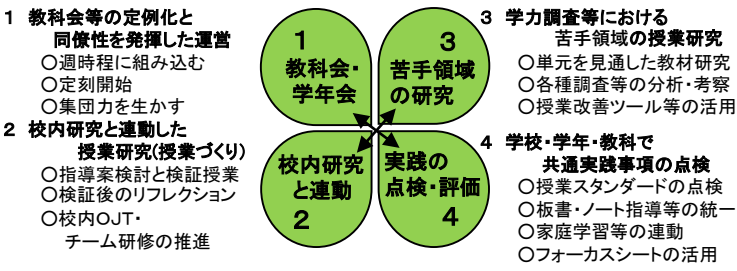 １ 教科会等の定例化と
同僚性を発揮した運営
○週時程に組み込む
○定刻開始
○集団力を生かす
２ 校内研究と連動した
授業研究(授業づくり)
○指導案検討と検証授業
○検証後のリフレクション
○校内OJT・
チーム研修の推進
1
教科会・
学年会
3
苦手領域
の研究
校内研究
と連動
2
実践の
点検・評価
4
３ 学力調査等における
苦手領域の授業研究
○単元を見通した教材研究
○各種調査等の分析・考察
○授業改善ツール等の活用
４ 学校・学年・教科で
共通実践事項の点検
○授業スタンダードの点検
○板書・ノート指導等の統一
○家庭学習等の連動
○フォーカスシートの活用